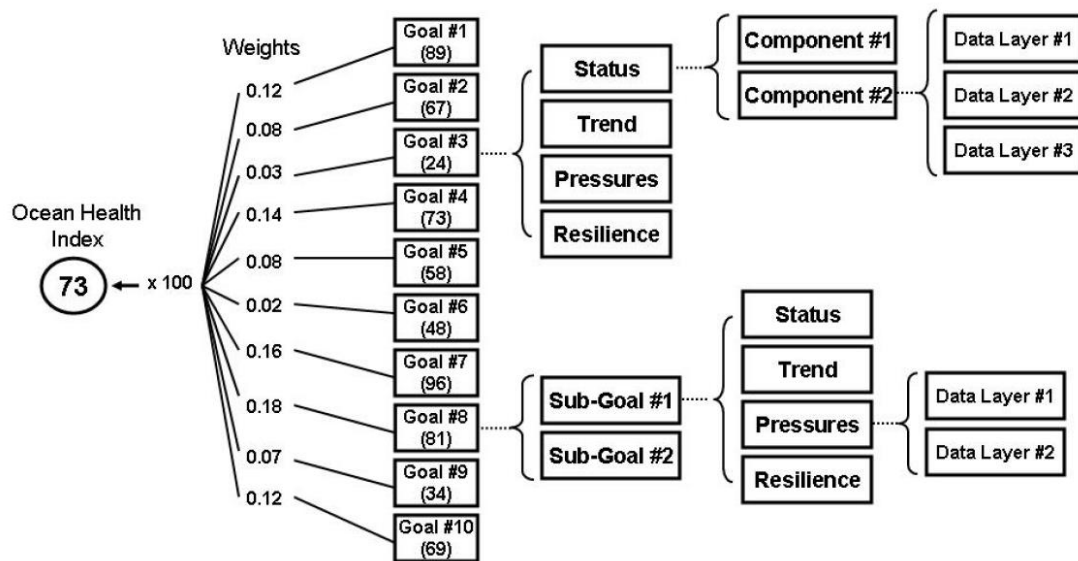 Weights
0.12
0.08
0.03
0.14
0.08
0.02
0.16
0.18
0.07
0.12
Ocean Health
Index
73
x 100
Goal #1
(89)
Goal #2
(67)
Goal #3
(24)
Goal #4
(73)
Goal #5
(58)
Goal #6
(48)
Goal #7
(96)
Goal #8
(81)
Goal #9
(34)
Goal #10
(69)
Status
Trend
Pressures
Resilience
Component #1
Component #2
Data Layer #1
Data Layer #2
Data Layer #3
Sub-Goal #1
Sub-Goal #2
Status
Trend
Pressures
Resilience
Data Layer #1
Data Layer #2